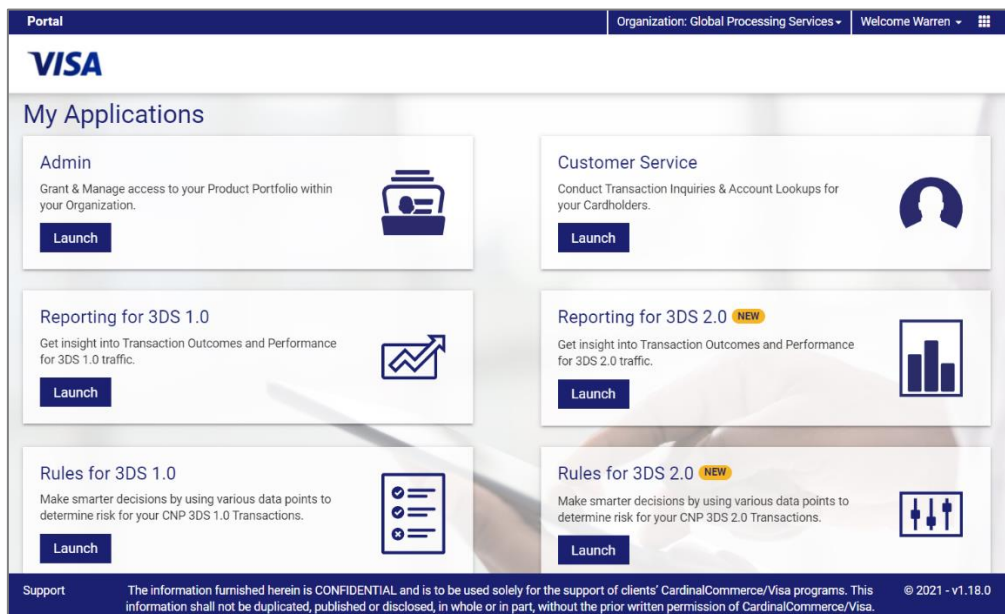 Portal
Organization: Global Processing Services
Welcome Warren
VISA
My Applications
Admin
Grant & Manage access to your Product Portfolio within
your Organization.
Launch
Customer Service
Conduct Transaction Inquiries & Account Lookups for
your Cardholders.
Launch
Reporting for 3DS 1.0
Get insight into Transaction Outcomes and Performance
for 3DS 1.0 traffic.
Launch
Reporting for 3DS 2.0 NEW
Get insight into Transaction Outcomes and Performance
for 3DS 2.0 traffic.
Launch
Rules for 3DS 1.0
Make smarter decisions by using various data points to
determine risk for your CNP 3DS 1.0 Transactions.
Launch
Rules for 3DS 2.0 NEW
Make smarter decisions by using various data points to
determine risk for your CNP 3DS 2.0 Transactions.
Launch
Support
The information furnished herein is CONFIDENTIAL and is to be used solely for the support of clients' CardinalCommerce/Visa programs. This
information shall not be duplicated, published or disclosed, in whole or in part, without the prior written permission of CardinalCommerce/Visa.
© 2021 - v1.18.0